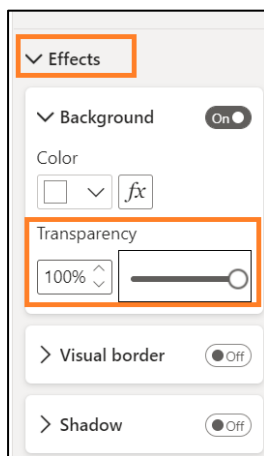 Effects
Background On
Color
fx
Transparency
100%
Visual border Off
Shadow Off